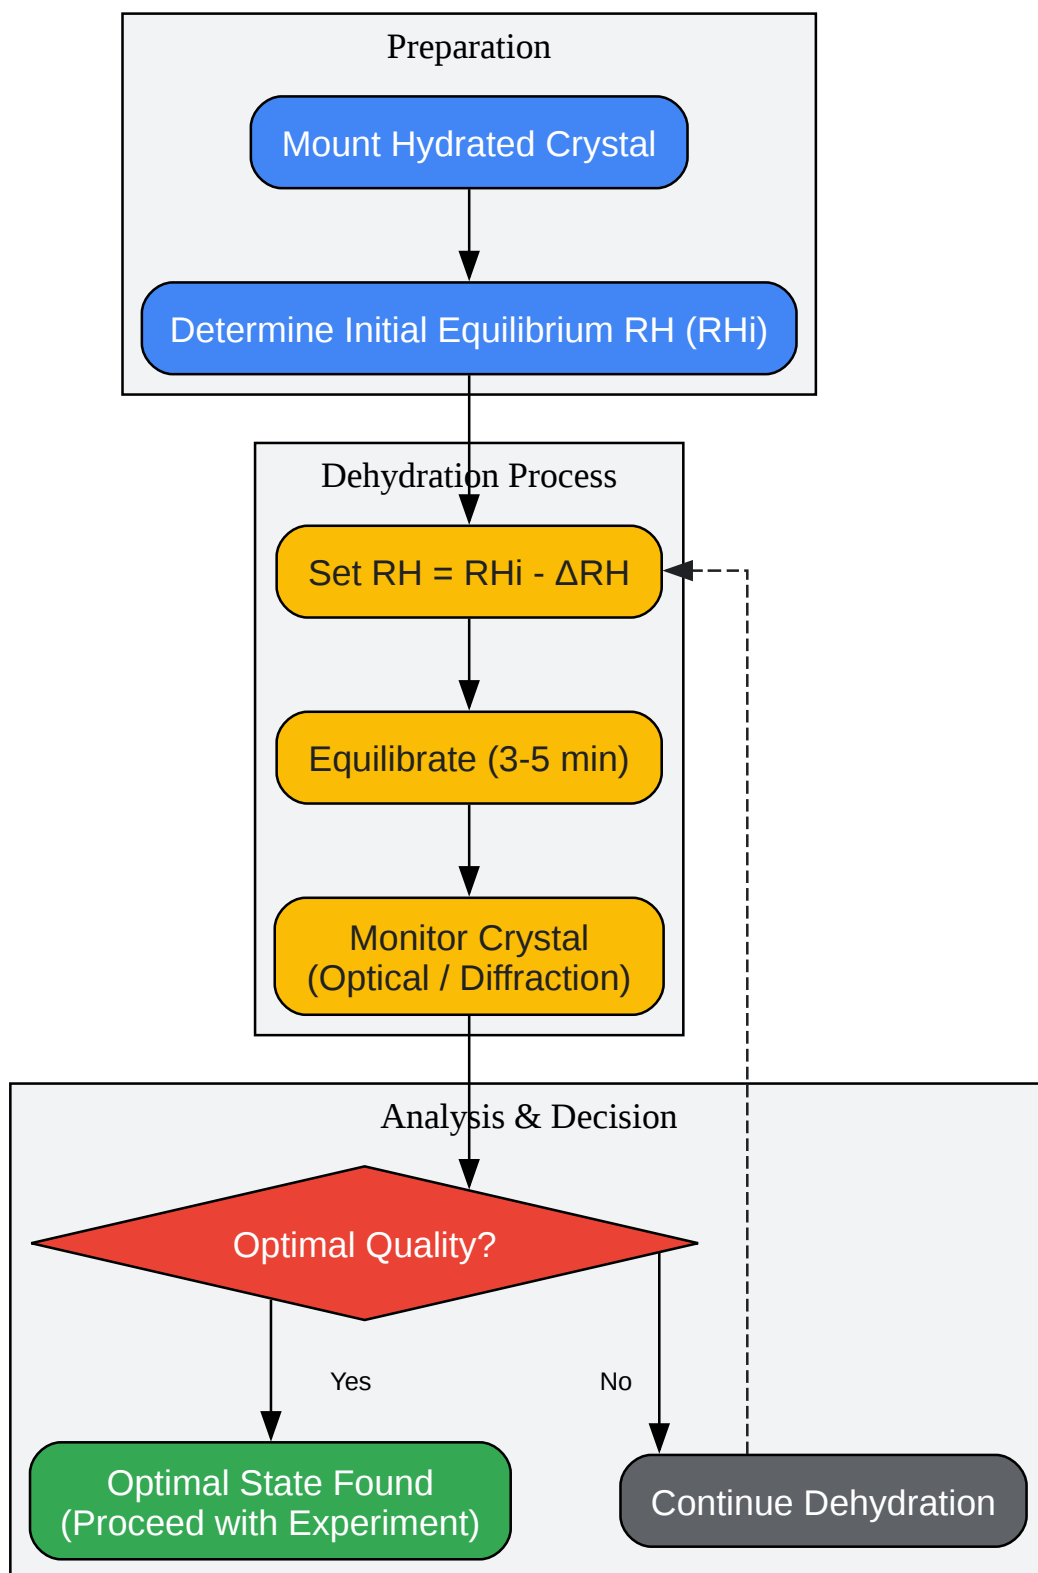 Preparation
Mount Hydrated Crystal
Determine Initial Equilibrium RH (RHi)
Dehydration Process
Set RH = RHi - ΔRH
Equilibrate (3-5 min)
Monitor Crystal
(Optical / Diffraction)
Analysis & Decision
Optimal Quality?
Yes
No
Optimal State Found
(Proceed with Experiment)
Continue Dehydration